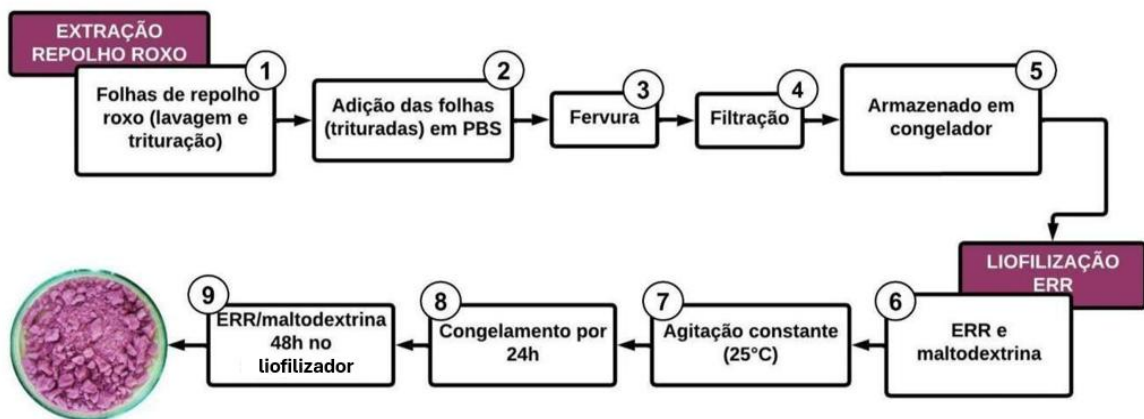 EXTRAÇÃO
REPOLHO ROXO
1
Folhas de repolho
roxo (lavagem e
trituração)
2
Adição das folhas
(trituradas) em PBS
3
Fervura
4
Filtração
5
Armazenado em
congelador
LIOFILIZAÇÃO
ERR
6
ERR e
maltodextrina
7
Agitação constante
(25°C)
8
Congelamento por
24h
9
ERR/maltodextrina
48h no
liofilizador